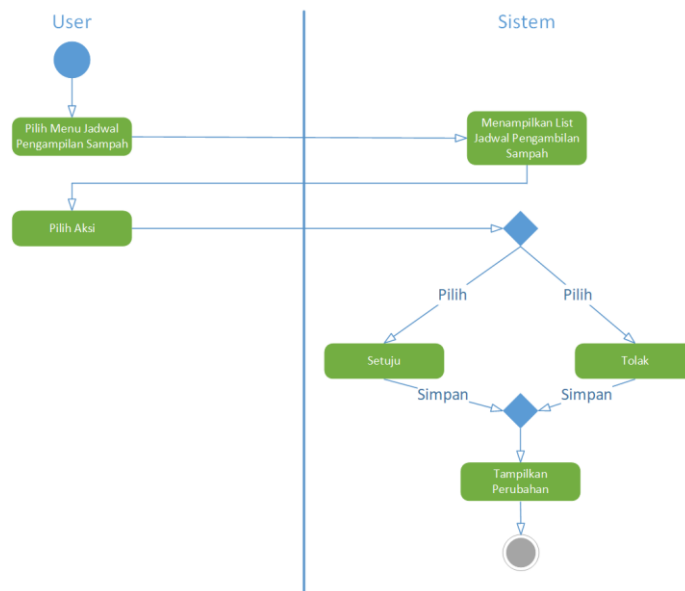 User
Sistem
Pilih Menu Jadwal
Pengampilan Sampah
Menampilkan List
Jadwal Pengambilan
Sampah
Pilih Aksi
Pilih
Pilih
Setuju
Tolak
Simpan
Simpan
Tampilkan
Perubahan